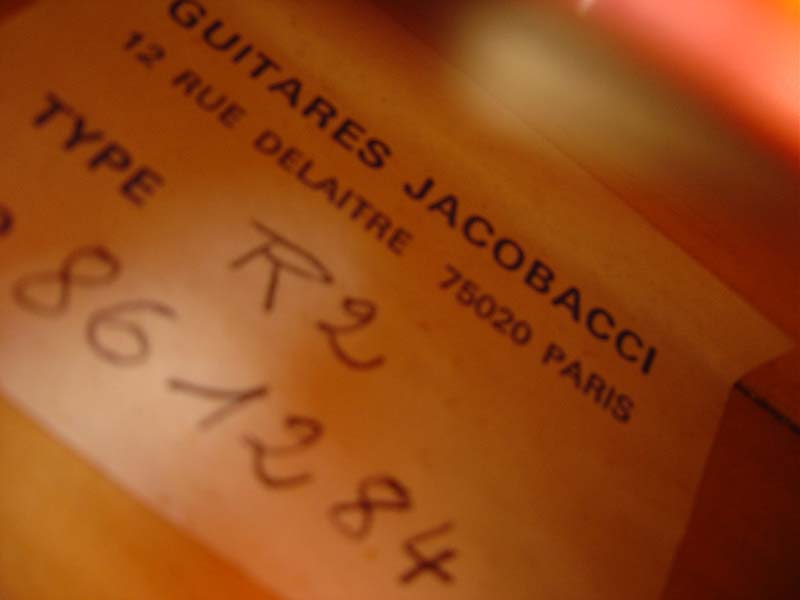 GUITARES JACOBACCI
12 RUE DELAITRE 75020 PARIS
TYPE R2
861284